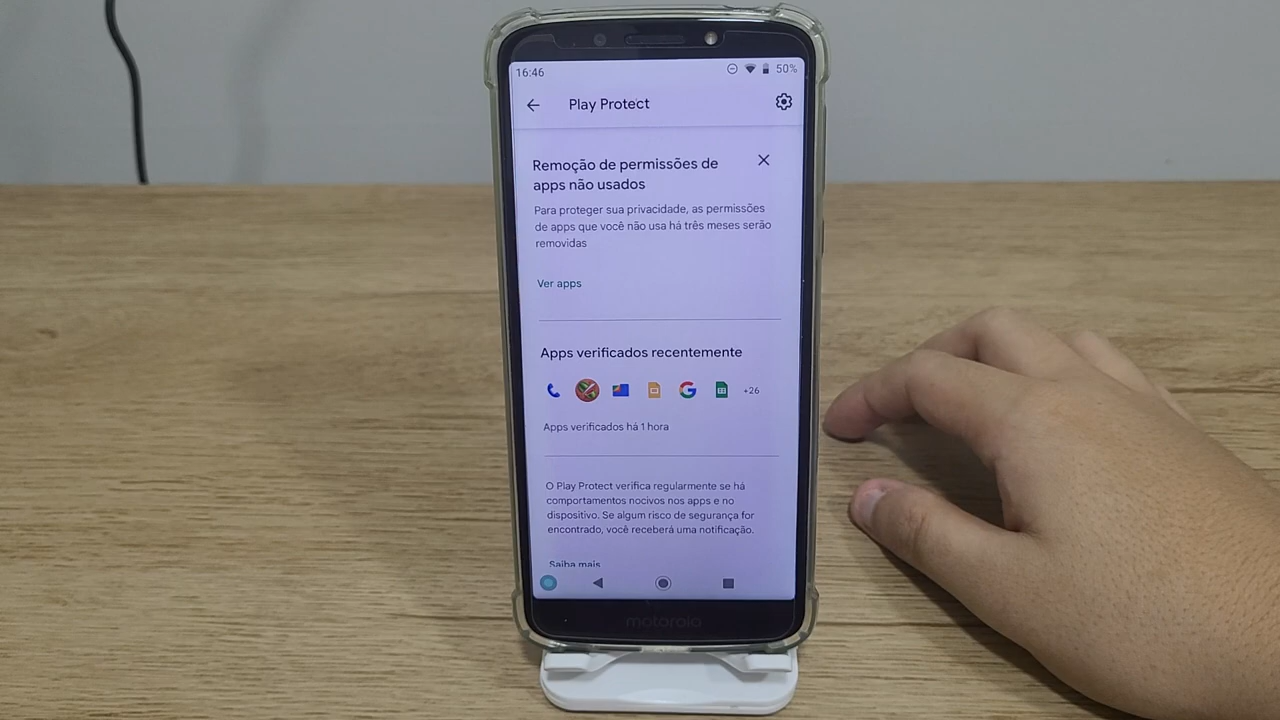 16:46
50%
Play Protect
Remoção de permissões de
apps não usados
Para proteger sua privacidade, as permissões
de apps que você não usa há três meses serão
removidas
Ver apps
Apps verificados recentemente
+26
Apps verificados há 1 hora
O Play Protect verifica regularmente se há
comportamentos nocivos nos apps e no
dispositivo. Se algum risco de segurança for
encontrado, você receberá uma notificação.
Saiba mais
motorola